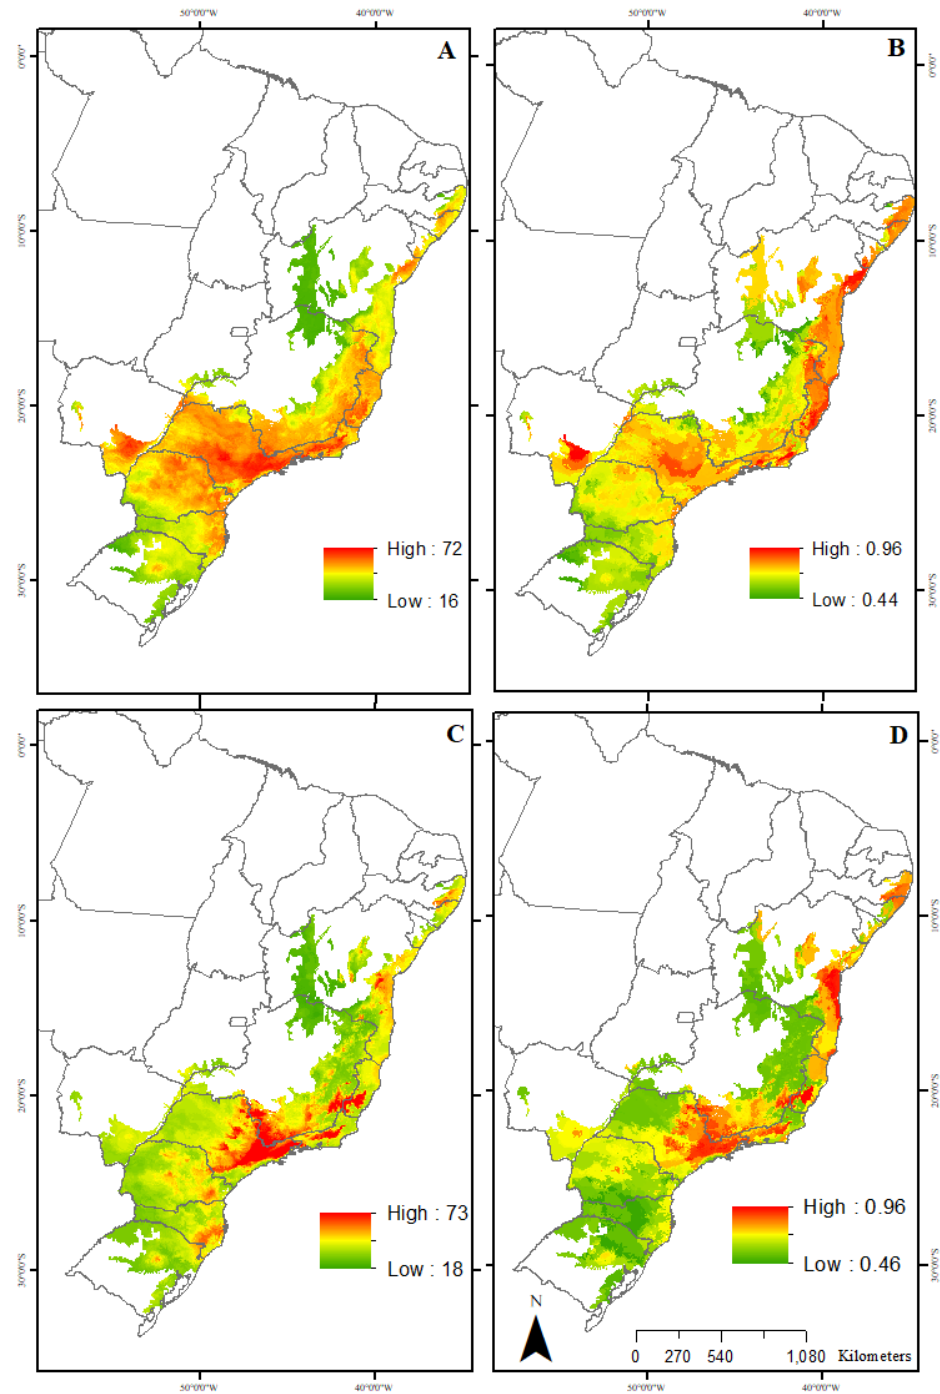 50°0'0"W 40°0'0"W 50°0'0"W 40°0'0"W
A B
0°0'0" 0°0'0"
10°0'0"S 10°0'0"S
20°0'0"S 20°0'0"S
30°0'0"S 30°0'0"S
High : 72 High : 0.96
Low : 16 Low : 0.44
C D
0°0'0" 0°0'0"
10°0'0"S 10°0'0"S
20°0'0"S 20°0'0"S
30°0'0"S 30°0'0"S
High : 73 High : 0.96
Low : 18 Low : 0.46
N
0 270 540 1,080 Kilometers
50°0'0"W 40°0'0"W 50°0'0"W 40°0'0"W